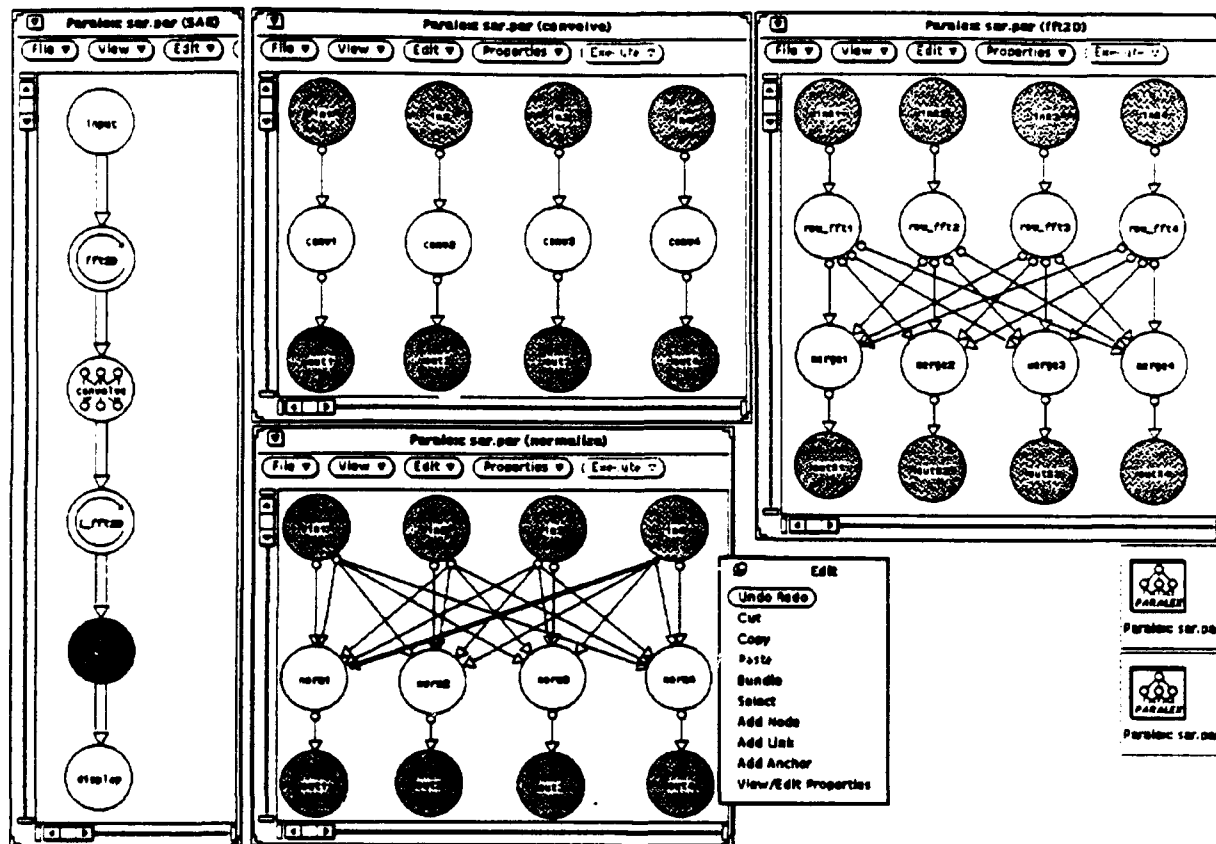 Paralex: sar.par (SAR)
File View Edit
input
fft2D
convolve
i_fft2D
display
Paralex: sar.par (convolve)
File View Edit Properties Execute
conv1 conv2 conv3 conv4
out1
Paralex: sar.par (fft2D)
File View Edit Properties Execute
row_fft1 row_fft2 row_fft3 row_fft4
merge1 merge2 merge3 merge4
Paralex: sar.par (normalize)
File View Edit Properties Execute
norm1 norm2 norm3 norm4
Edit
Undo Redo
Cut
Copy
Paste
Bundle
Select
Add Node
Add Link
Add Anchor
View/Edit Properties
PARALEX
Paralex: sar.pa
PARALEX
Paralex: sar.pa